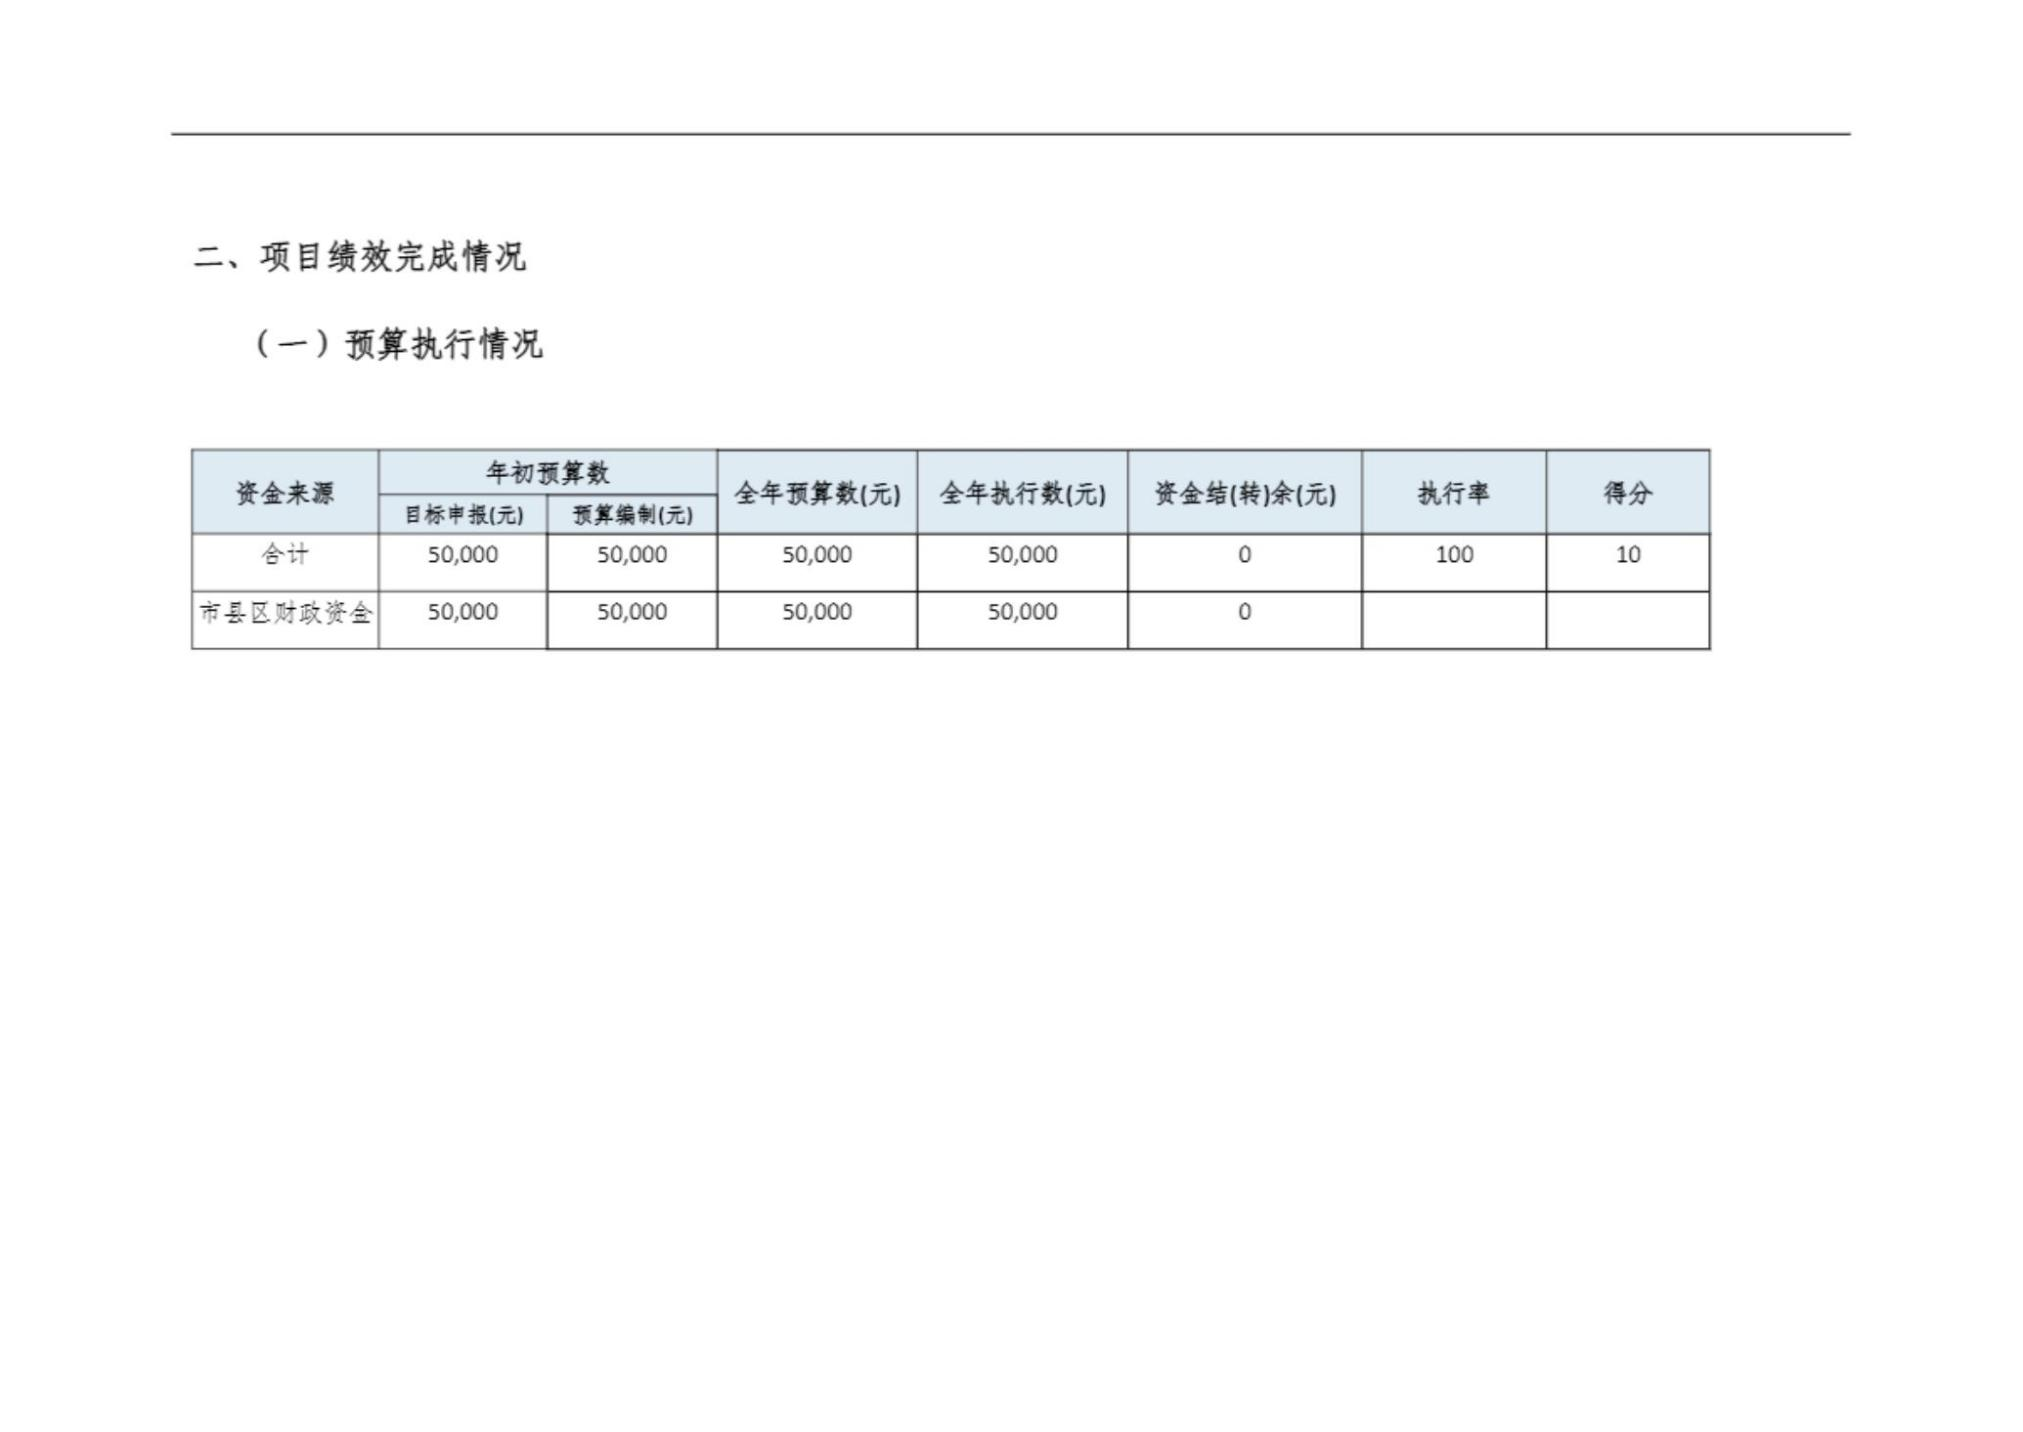 二、项目绩效完成情况
（一）预算执行情况
资金来源 年初预算数 全年预算数(元) 全年执行数(元) 资金结(转)余(元) 执行率 得分
目标申报(元) 预算编制(元)
合计 50,000 50,000 50,000 50,000 0 100 10
市县区财政资金 50,000 50,000 50,000 50,000 0